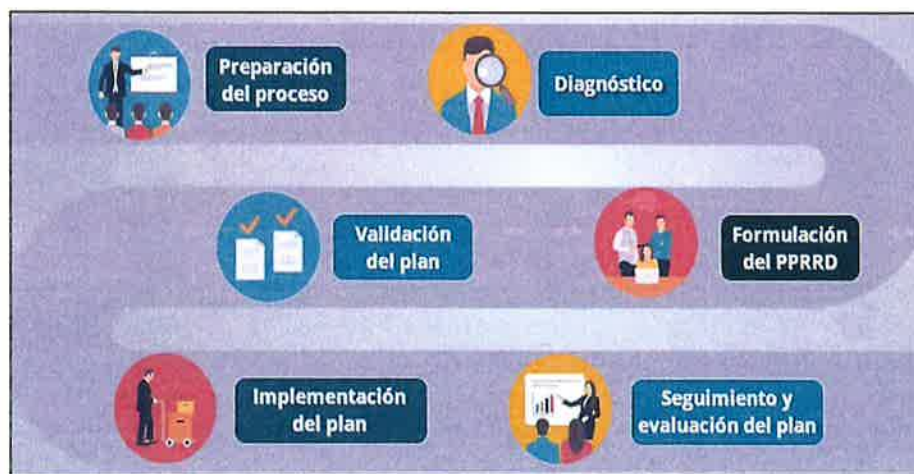 Preparación
del proceso
Diagnóstico
Validación
del plan
Formulación
del PPRRD
Implementación
del plan
Seguimiento y
evaluación del plan